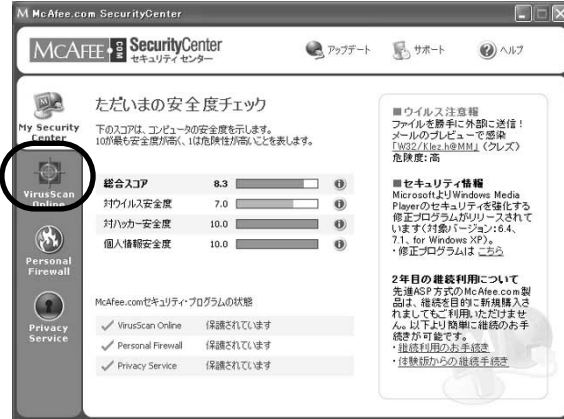 McAfee.com SecurityCenter
McAFEE .COM SecurityCenter
セキュリティ センター
アップデート
サポート
ヘルプ
My Security Center
VirusScan Online
Personal Firewall
Privacy Service
ただいまの安全度チェック
下のスコアは、コンピュータの安全度を示します。
10が最も安全度が高く、1は危険性が高いことを表します。
総合スコア 8.3
対ウイルス安全度 7.0
対ハッカー安全度 10.0
個人情報安全度 10.0
McAfee.comセキュリティ・プログラムの状態
VirusScan Online 保護されています
Personal Firewall 保護されています
Privacy Service 保護されています
■ウイルス注意報
ファイルを勝手に外部に送信！
メールのプレビューで感染
「W32/Klez.h@MM」(クレズ)
危険度：高
■セキュリティ情報
MicrosoftよりWindows Media
Playerのセキュリティを強化する
修正プログラムがリリースされて
います(対象バージョン：6.4、
7.1、for Windows XP)。
・修正プログラムは こちら
2年目の継続利用について
先進ASP方式のMcAfee.com製
品は、継続を目的に新規購入さ
れましてもご利用いただけませ
ん。以下より簡単に継続のお手
続きが可能です。
・継続利用のお手続き
・体験版からの継続手続き